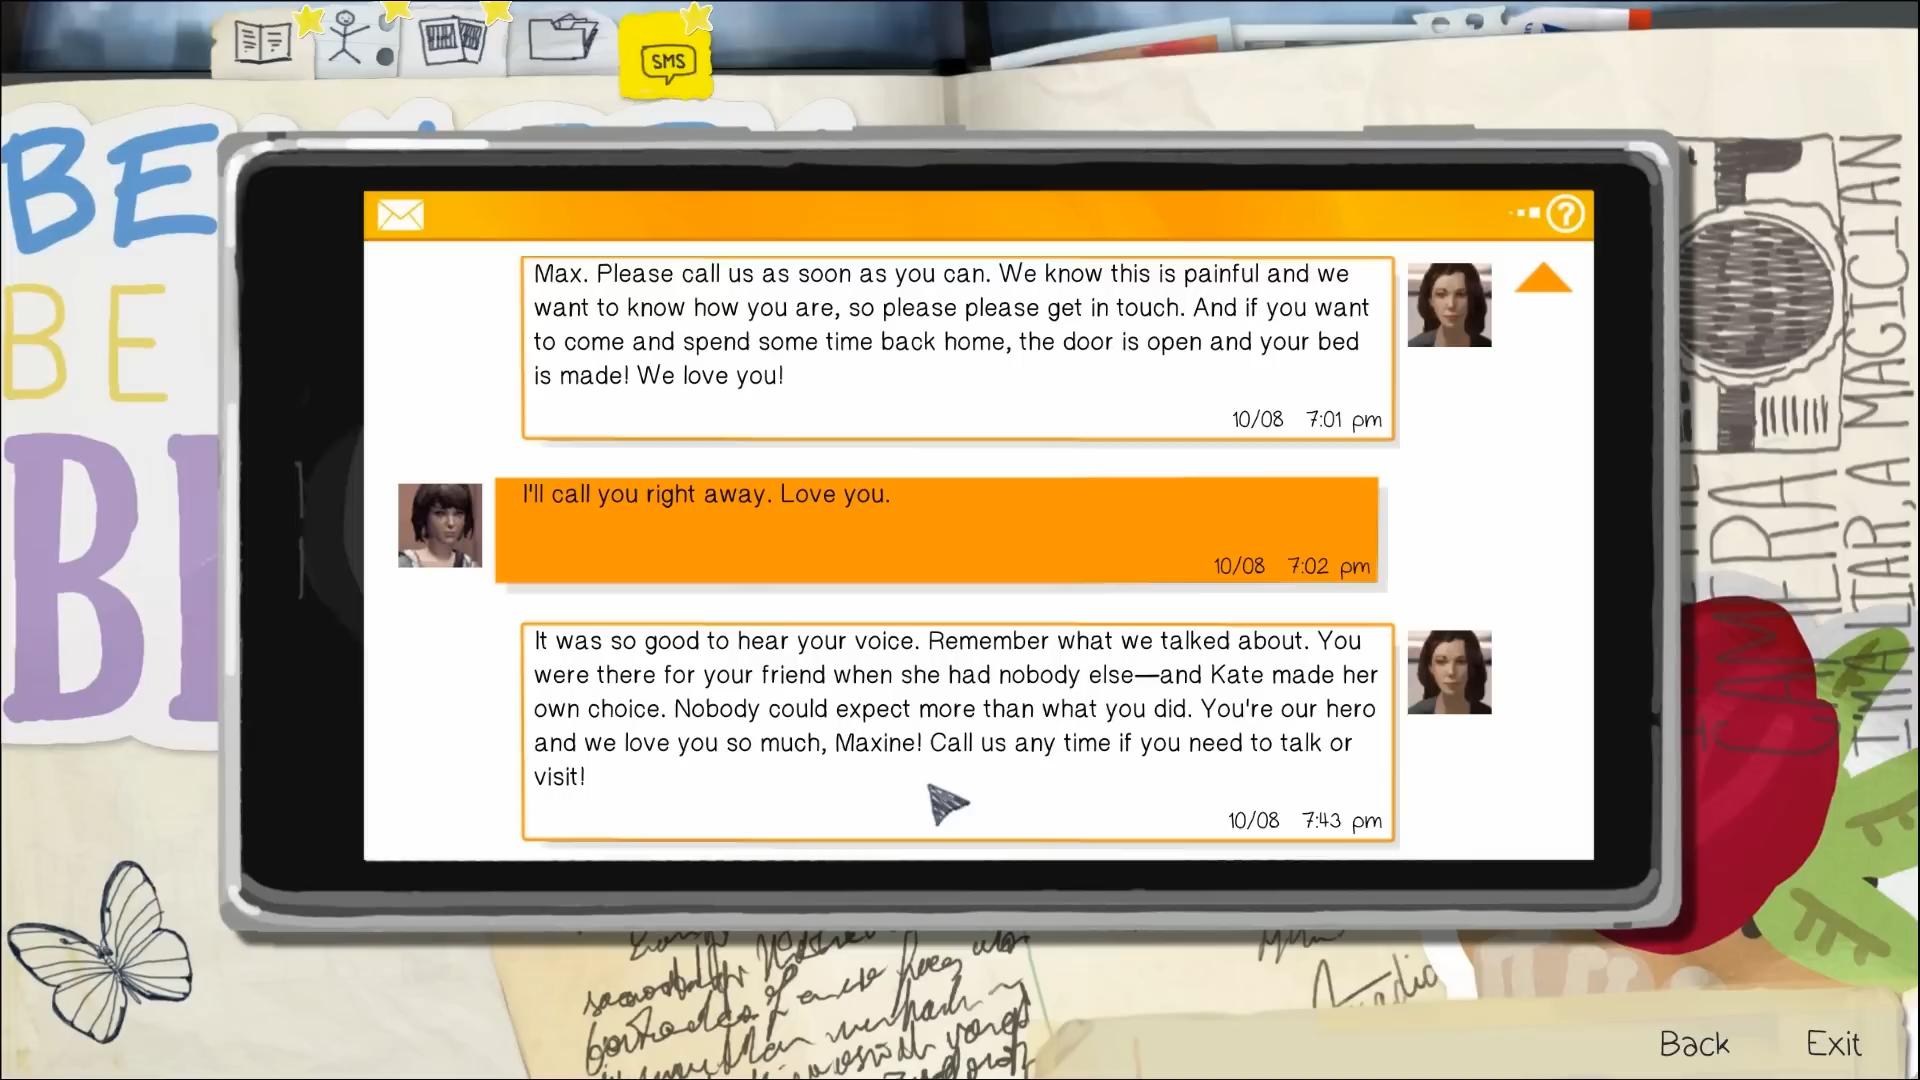 SMS
BE
BE
Max. Please call us as soon as you can. We know this is painful and we
want to know how you are, so please please get in touch. And if you want
to come and spend some time back home, the door is open and your bed
is made! We love you!
10/08 7:01 pm
I'll call you right away. Love you.
10/08 7:02 pm
It was so good to hear your voice. Remember what we talked about. You
were there for your friend when she had nobody else—and Kate made her
own choice. Nobody could expect more than what you did. You're our hero
and we love you so much, Maxine! Call us any time if you need to talk or
visit!
10/08 7:43 pm
CAMERA
LIAR, A MAGICIAN
Back Exit